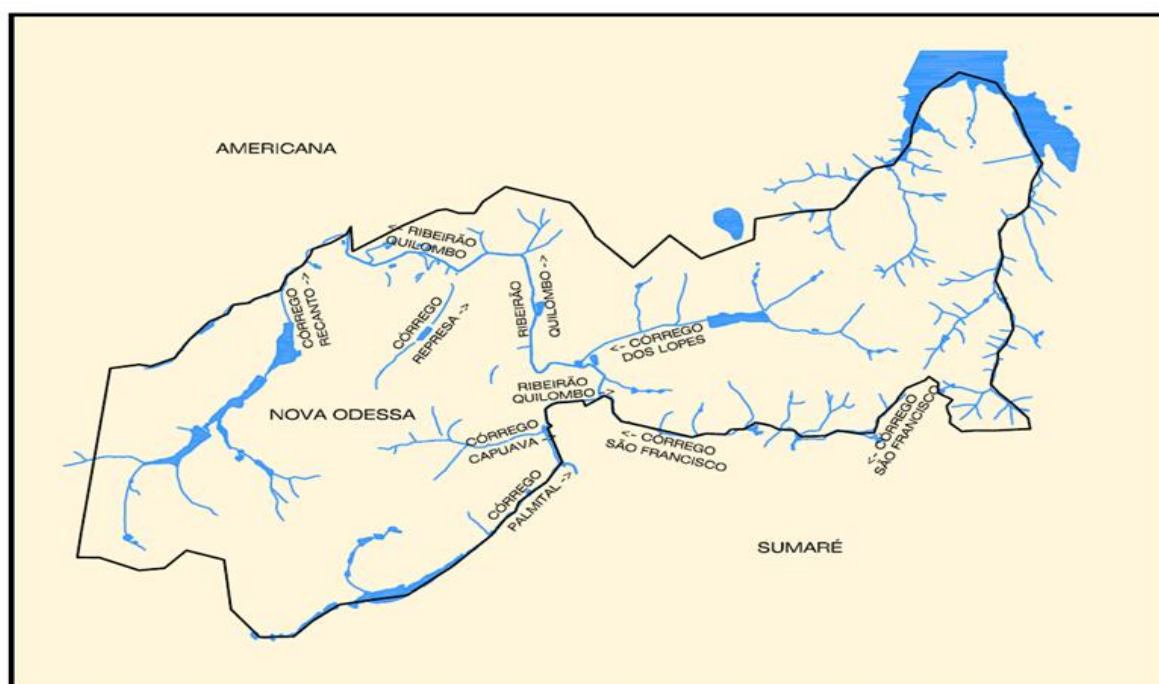 AMERICANA
<- RIBEIRÃO
QUILOMBO
CÓRREGO
RECANTO ->
CÓRREGO
REPRESA ->
RIBEIRÃO
QUILOMBO ->
<- CÓRREGO
DOS LOPES
RIBEIRÃO
QUILOMBO ->
NOVA ODESSA
CÓRREGO
CAPUAVA ->
<- CÓRREGO
SÃO FRANCISCO
<- CÓRREGO
SÃO FRANCISCO
CÓRREGO
PALMITAL ->
SUMARÉ